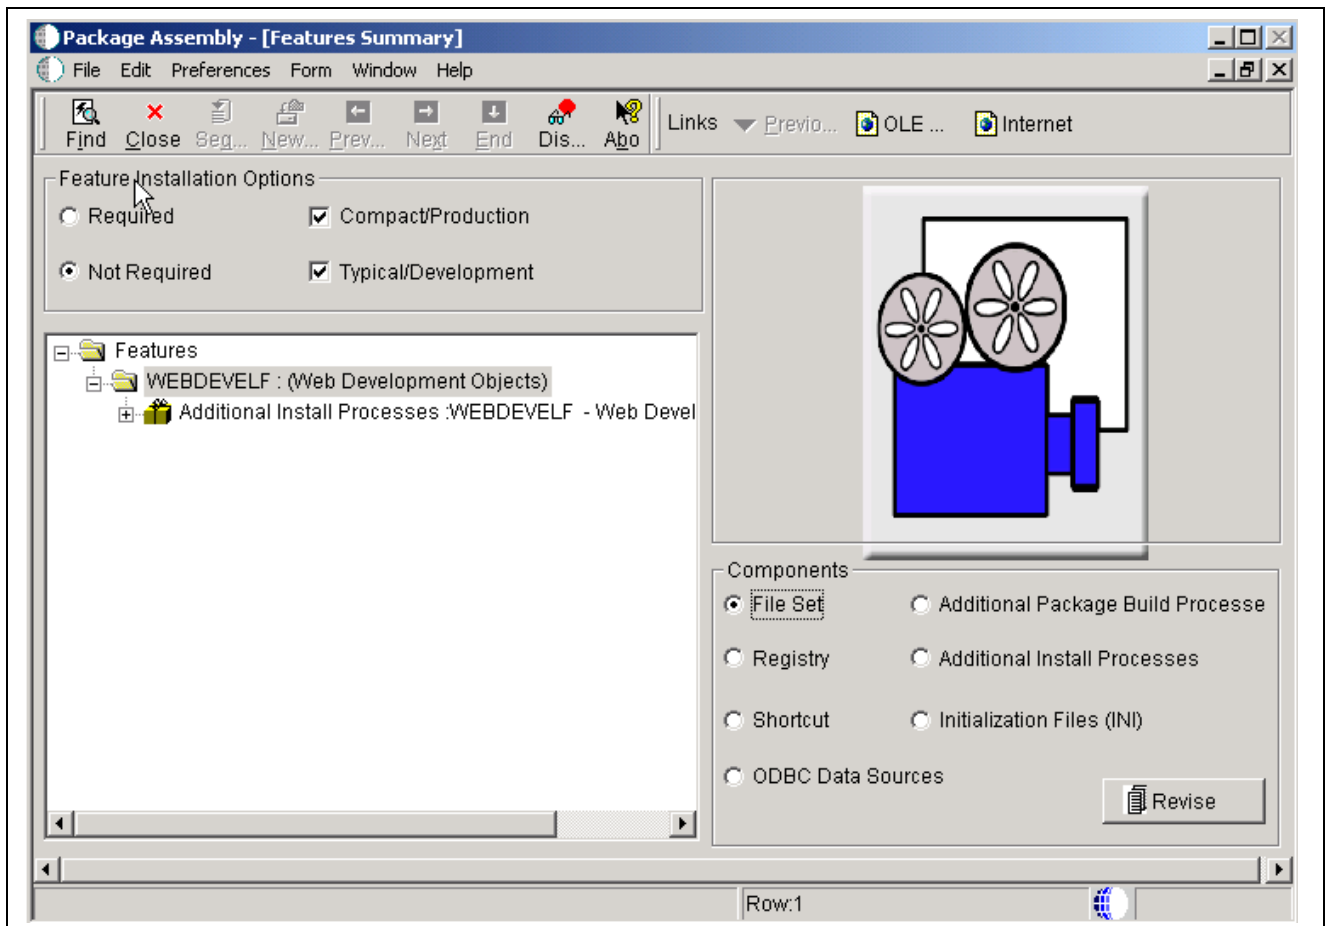 Package Assembly - [Features Summary]
File Edit Preferences Form Window Help
Find Close Seq... New... Prev... Next End Dis... Abo Links Previo... OLE ... Internet
Feature Installation Options
Required Compact/Production
Not Required Typical/Development
Features
WEBDEVELF : (Web Development Objects)
Additional Install Processes :WEBDEVELF - Web Devel
Components
File Set Additional Package Build Processe
Registry Additional Install Processes
Shortcut Initialization Files (INI)
ODBC Data Sources
Revise
Row:1